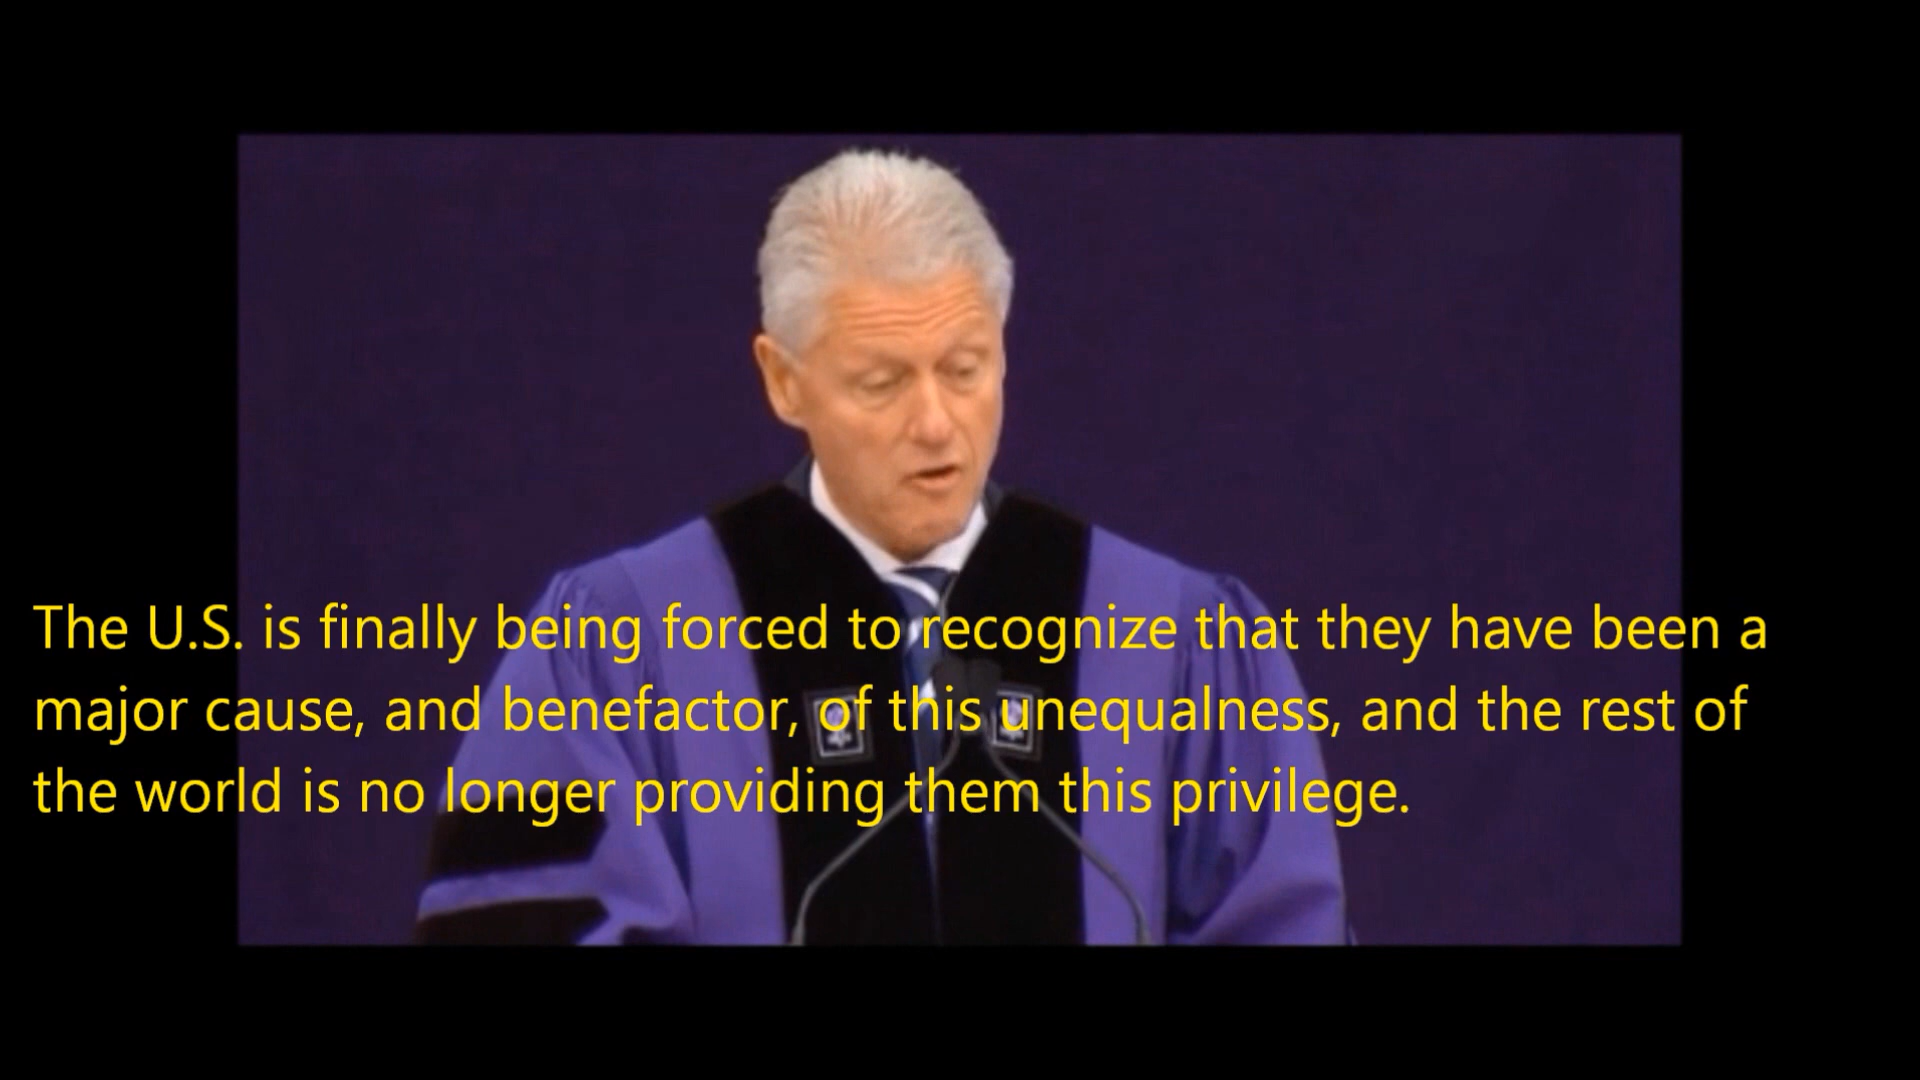 The U.S. is finally being forced to recognize that they have been a
major cause, and benefactor, of this unequalness, and the rest of
the world is no longer providing them this privilege.